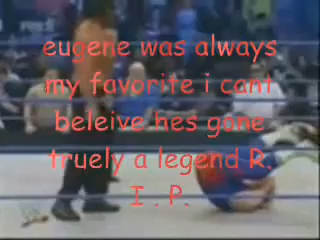 eugene was always
my favorite i cant
beleive hes gone
truely a legend R.
I . P.